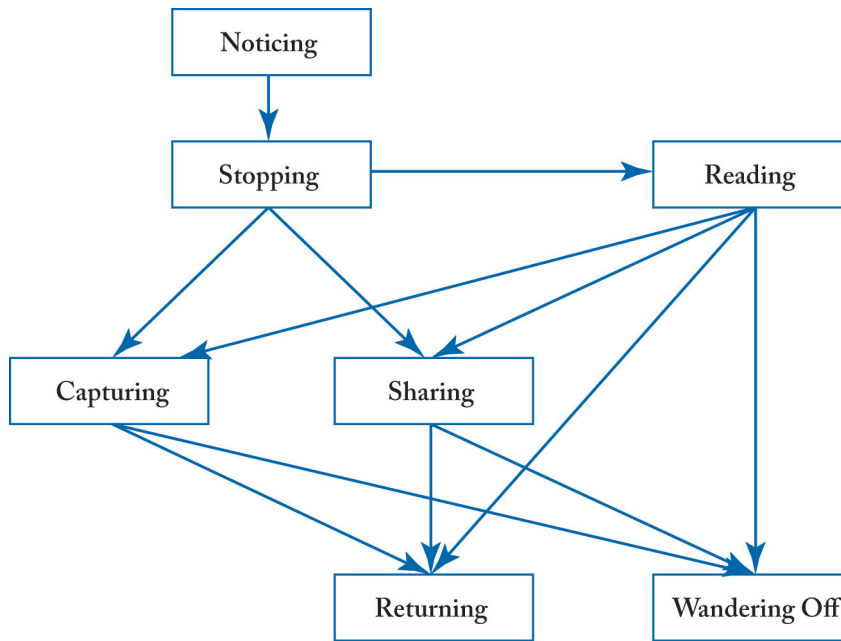 Noticing
Stopping
Reading
Capturing
Sharing
Returning
Wandering Off